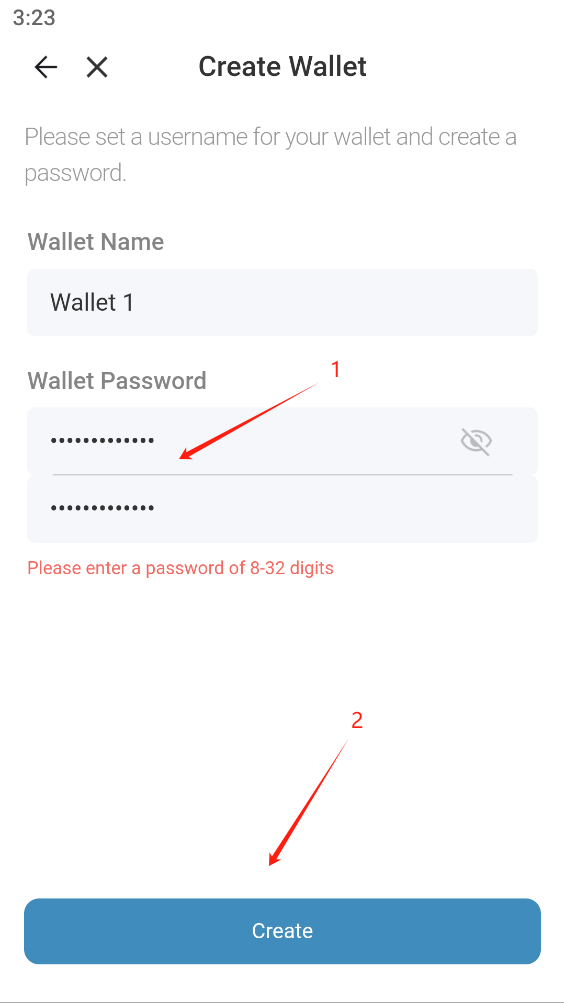 3:23
Create Wallet
Please set a username for your wallet and create a
password.
Wallet Name
Wallet 1
Wallet Password
1
•••••••••••••
•••••••••••••
Please enter a password of 8-32 digits
2
Create